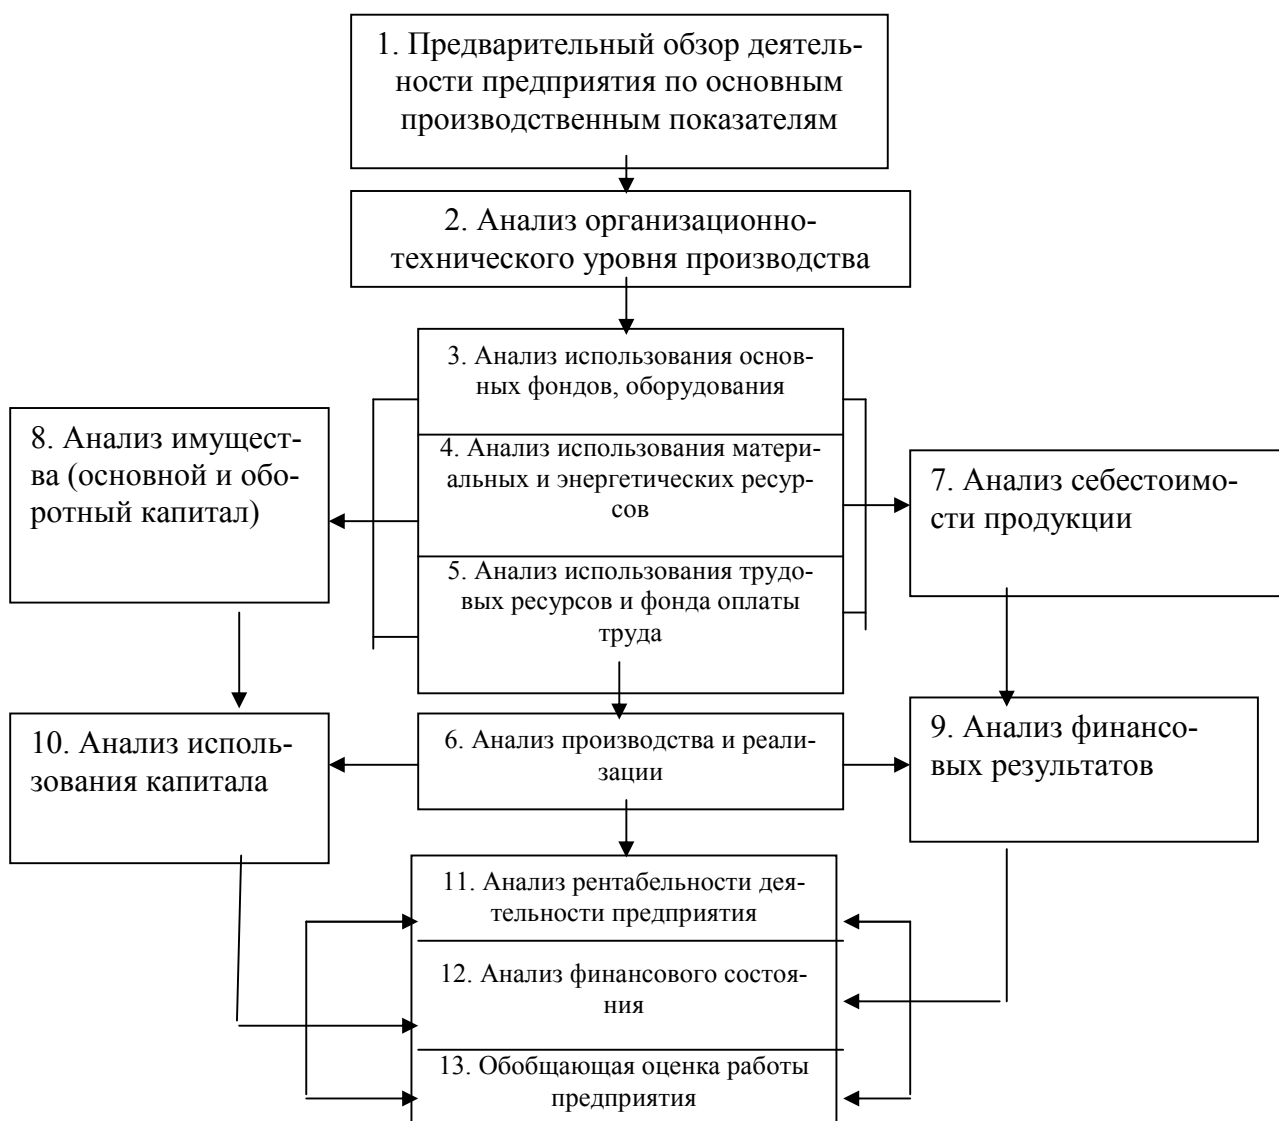 1. Предварительный обзор деятель-
ности предприятия по основным
производственным показателям
2. Анализ организационно-
технического уровня производства
3. Анализ использования основ-
ных фондов, оборудования
4. Анализ использования матери-
альных и энергетических ресур-
сов
5. Анализ использования трудо-
вых ресурсов и фонда оплаты
труда
8. Анализ имущест-
ва (основной и обо-
ротный капитал)
7. Анализ себестоимо-
сти продукции
10. Анализ исполь-
зования капитала
6. Анализ производства и реали-
зации
9. Анализ финансо-
вых результатов
11. Анализ рентабельности дея-
тельности предприятия
12. Анализ финансового состоя-
ния
13. Обобщающая оценка работы
предприятия